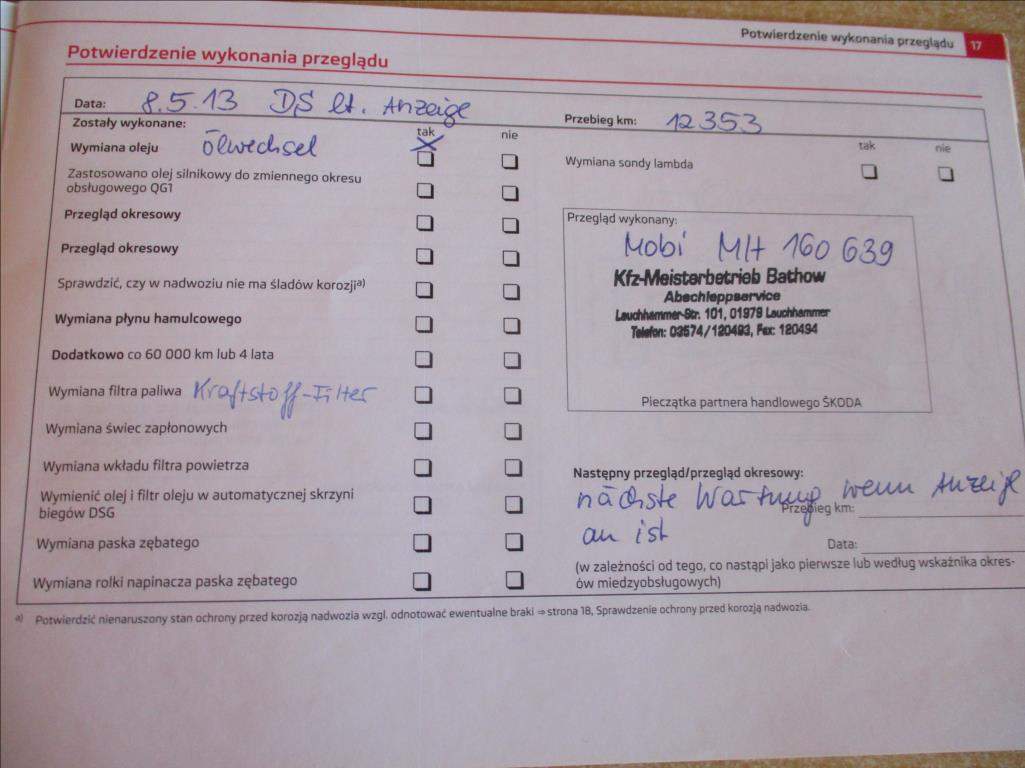 Potwierdzenie wykonania przeglądu 17
Potwierdzenie wykonania przeglądu
Data: 8.5.13 DS lt. Anzeige
Przebieg km: 12353
Zostały wykonane:
tak nie
Wymiana oleju Ölwechsel
Zastosowano olej silnikowy do zmiennego okresu
obsługowego QG1
Przegląd okresowy
Przegląd okresowy
Sprawdzić, czy w nadwoziu nie ma śladów korozji a)
Wymiana płynu hamulcowego
Dodatkowo co 60 000 km lub 4 lata
Wymiana filtra paliwa Kraftstoff-Filter
Wymiana świec zapłonowych
Wymiana wkładu filtra powietrza
Wymienić olej i filtr oleju w automatycznej skrzyni
biegów DSG
Wymiana paska zębatego
Wymiana rolki napinacza paska zębatego
tak nie
Wymiana sondy lambda
Przegląd wykonany:
Mobi M/H 160 639
Kfz-Meisterbetrieb Bathow
Abschleppservice
Lauchhammer-Str. 101, 01979 Lauchhammer
Telefon: 03574/120493, Fax: 120494
Pieczątka partnera handlowego ŠKODA
Następny przegląd/przegląd okresowy:
nächste Wartung wenn Anzeige
Przebieg km:
an ist
Data:
(w zależności od tego, co nastąpi jako pierwsze lub według wskaźnika okres-
ów miedzyobsługowych)
a) Potwierdzić nienaruszony stan ochrony przed korozją nadwozia wzgl. odnotować ewentualne braki ⇒ strona 18, Sprawdzenie ochrony przed korozją nadwozia.